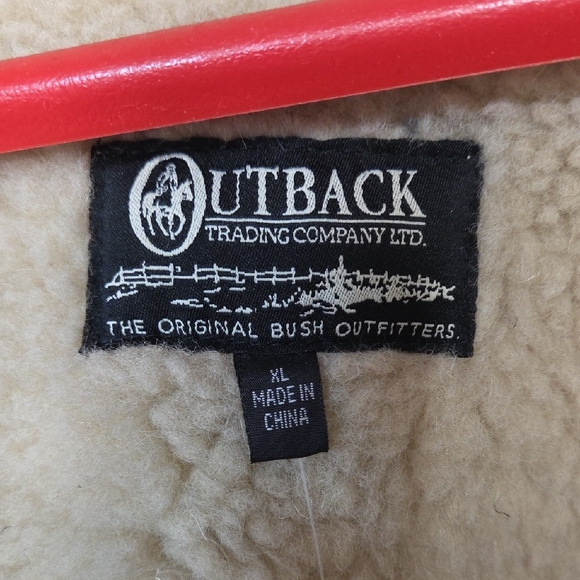 OUTBACK
TRADING COMPANY LTD.
THE ORIGINAL BUSH OUTFITTERS.
XL
MADE IN
CHINA